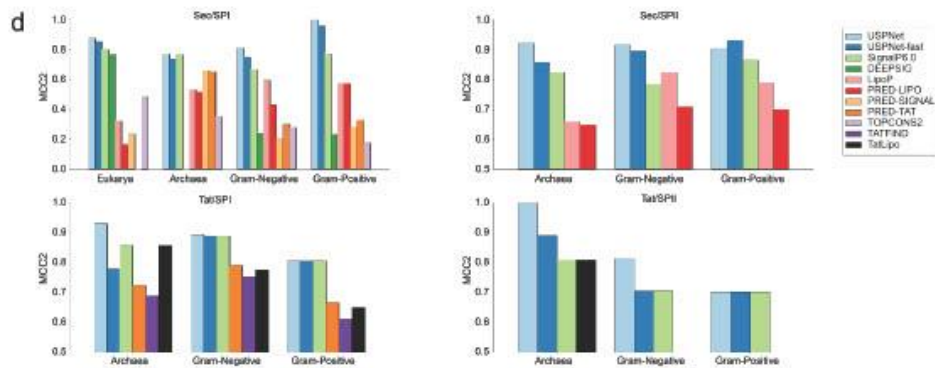 d
Sec/SPI
MCC2
1.0
0.8
0.6
0.4
0.2
0.0
Eukarya Archaea Gram-Negative Gram-Positive
Sec/SPII
MCC2
1.0
0.9
0.8
0.7
0.6
0.5
Archaea Gram-Negative Gram-Positive
USPNet
USPNet-fast
SignalP6.0
DEEPSIG
LipoP
PRED-LIPO
PRED-SIGNAL
PRED-TAT
TOPCONS2
TATFIND
TatLipo
Tat/SPI
MCC2
1.0
0.9
0.8
0.7
0.6
0.5
Archaea Gram-Negative Gram-Positive
Tat/SPII
MCC2
1.0
0.9
0.8
0.7
0.6
0.5
Archaea Gram-Negative Gram-Positive